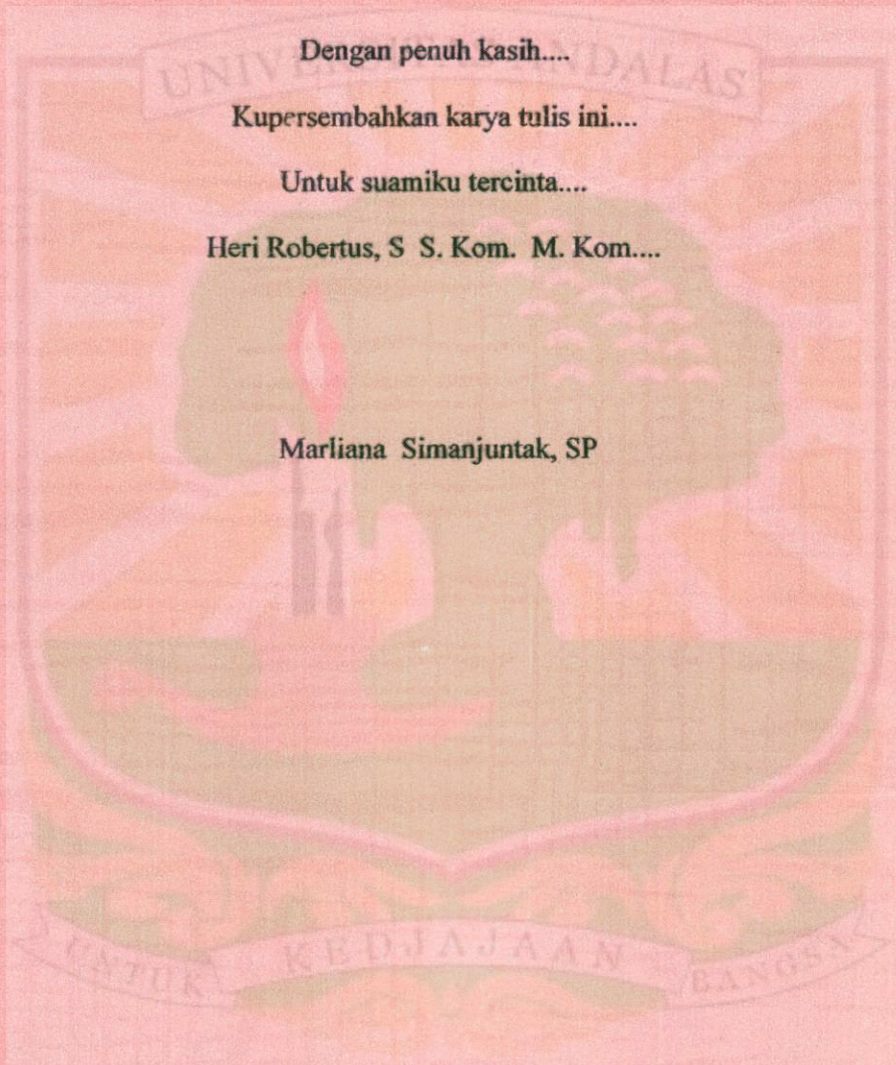 UNIVERSITAS ANDALAS
Dengan penuh kasih....
Kupersembahkan karya tulis ini....
Untuk suamiku tercinta....
Heri Robertus, S  S. Kom.  M. Kom....
Marliana  Simanjuntak, SP
UNTUK KEDJAJAAN BANGSA